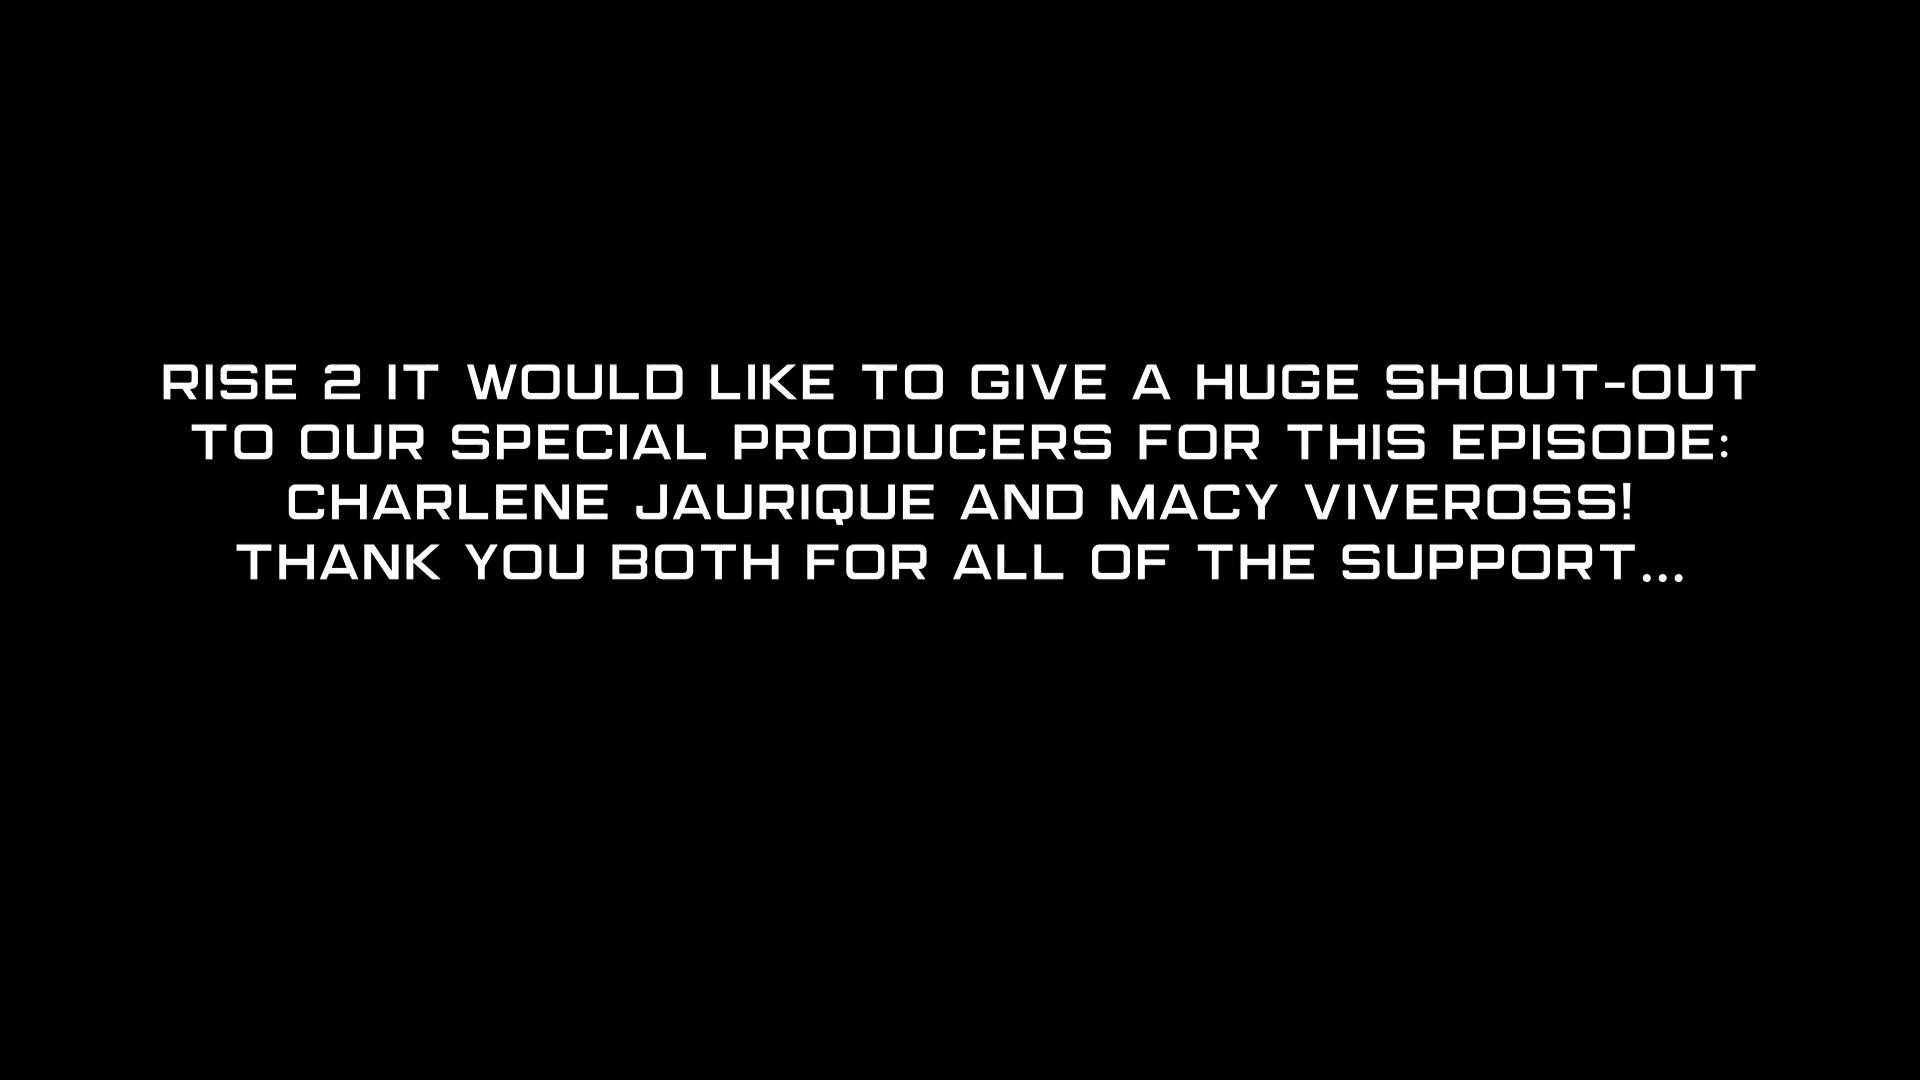 RISE 2 IT WOULD LIKE TO GIVE A HUGE SHOUT-OUT
TO OUR SPECIAL PRODUCERS FOR THIS EPISODE:
CHARLENE JAURIQUE AND MACY VIVEROSS!
THANK YOU BOTH FOR ALL OF THE SUPPORT...